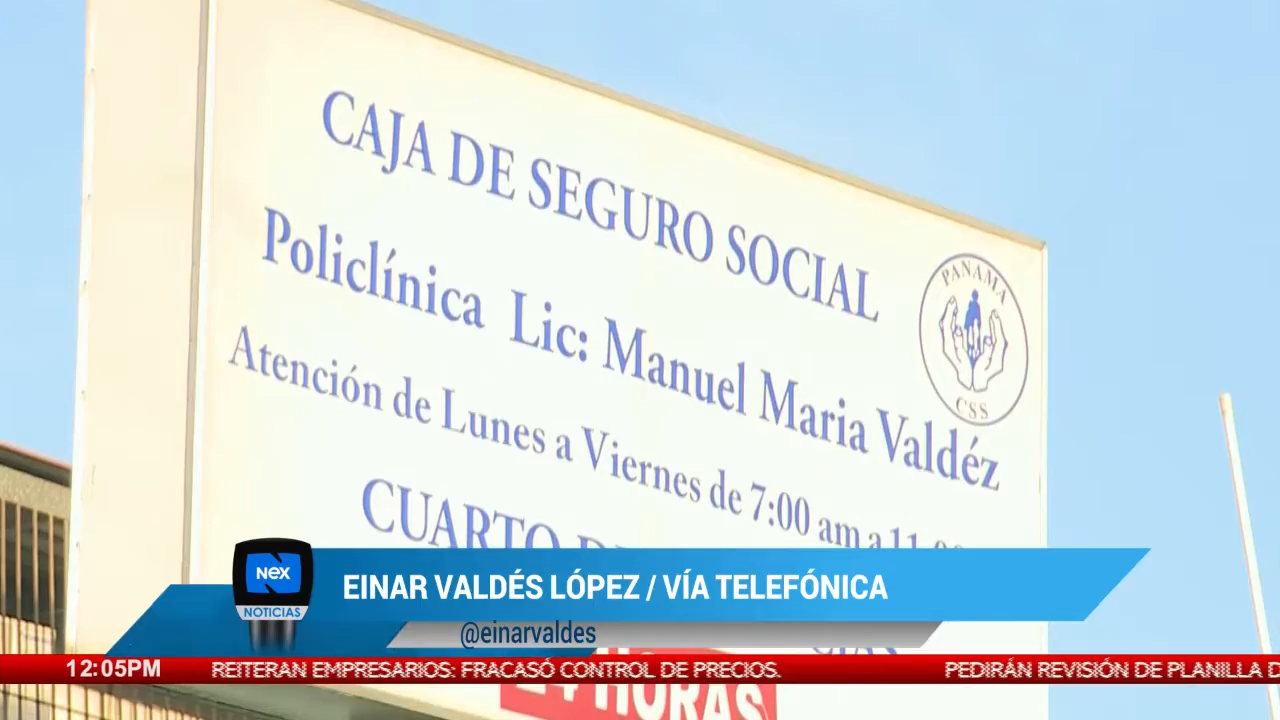 CAJA DE SEGURO SOCIAL
Policlínica Lic: Manuel Maria Valdéz
PANAMA
CSS
Atención de Lunes a Viernes de 7:00 am a
CUARTO
NEX
NOTICIAS
EINAR VALDÉS LÓPEZ / VÍA TELEFÓNICA
@einarvaldes
12:05PM REITERAN EMPRESARIOS: FRACASÓ CONTROL DE PRECIOS. PEDIRÁN REVISIÓN DE PLANILLA D
HORAS